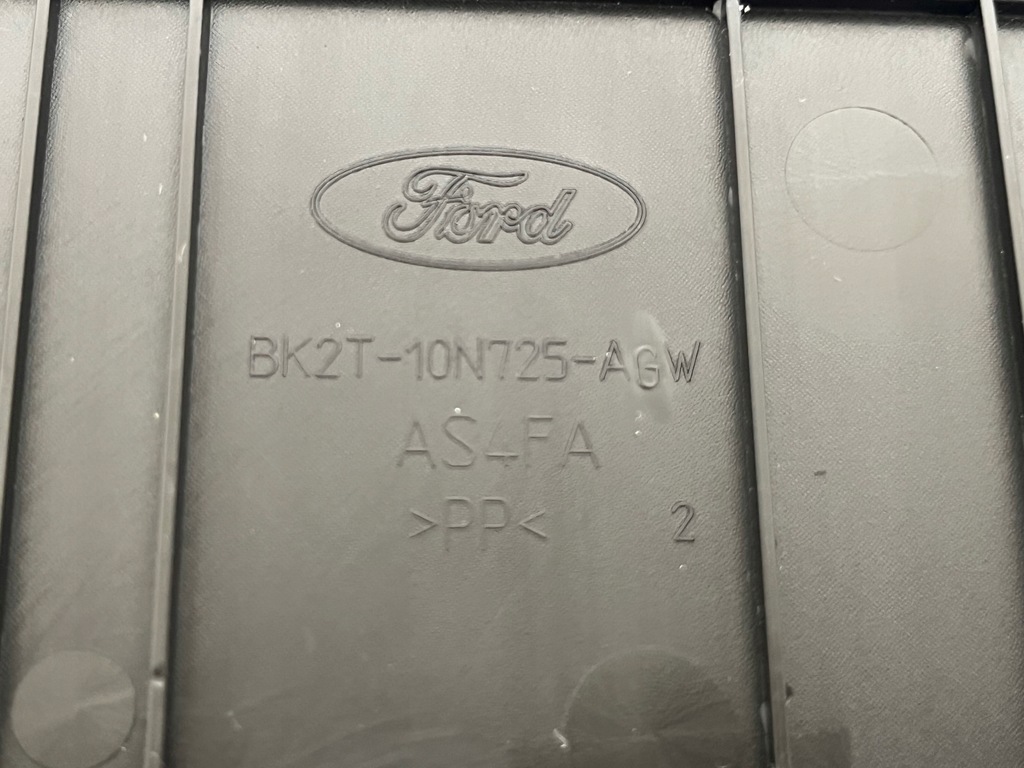 Ford
BK2T-10N725-AGW
AS4FA
>PP<
2